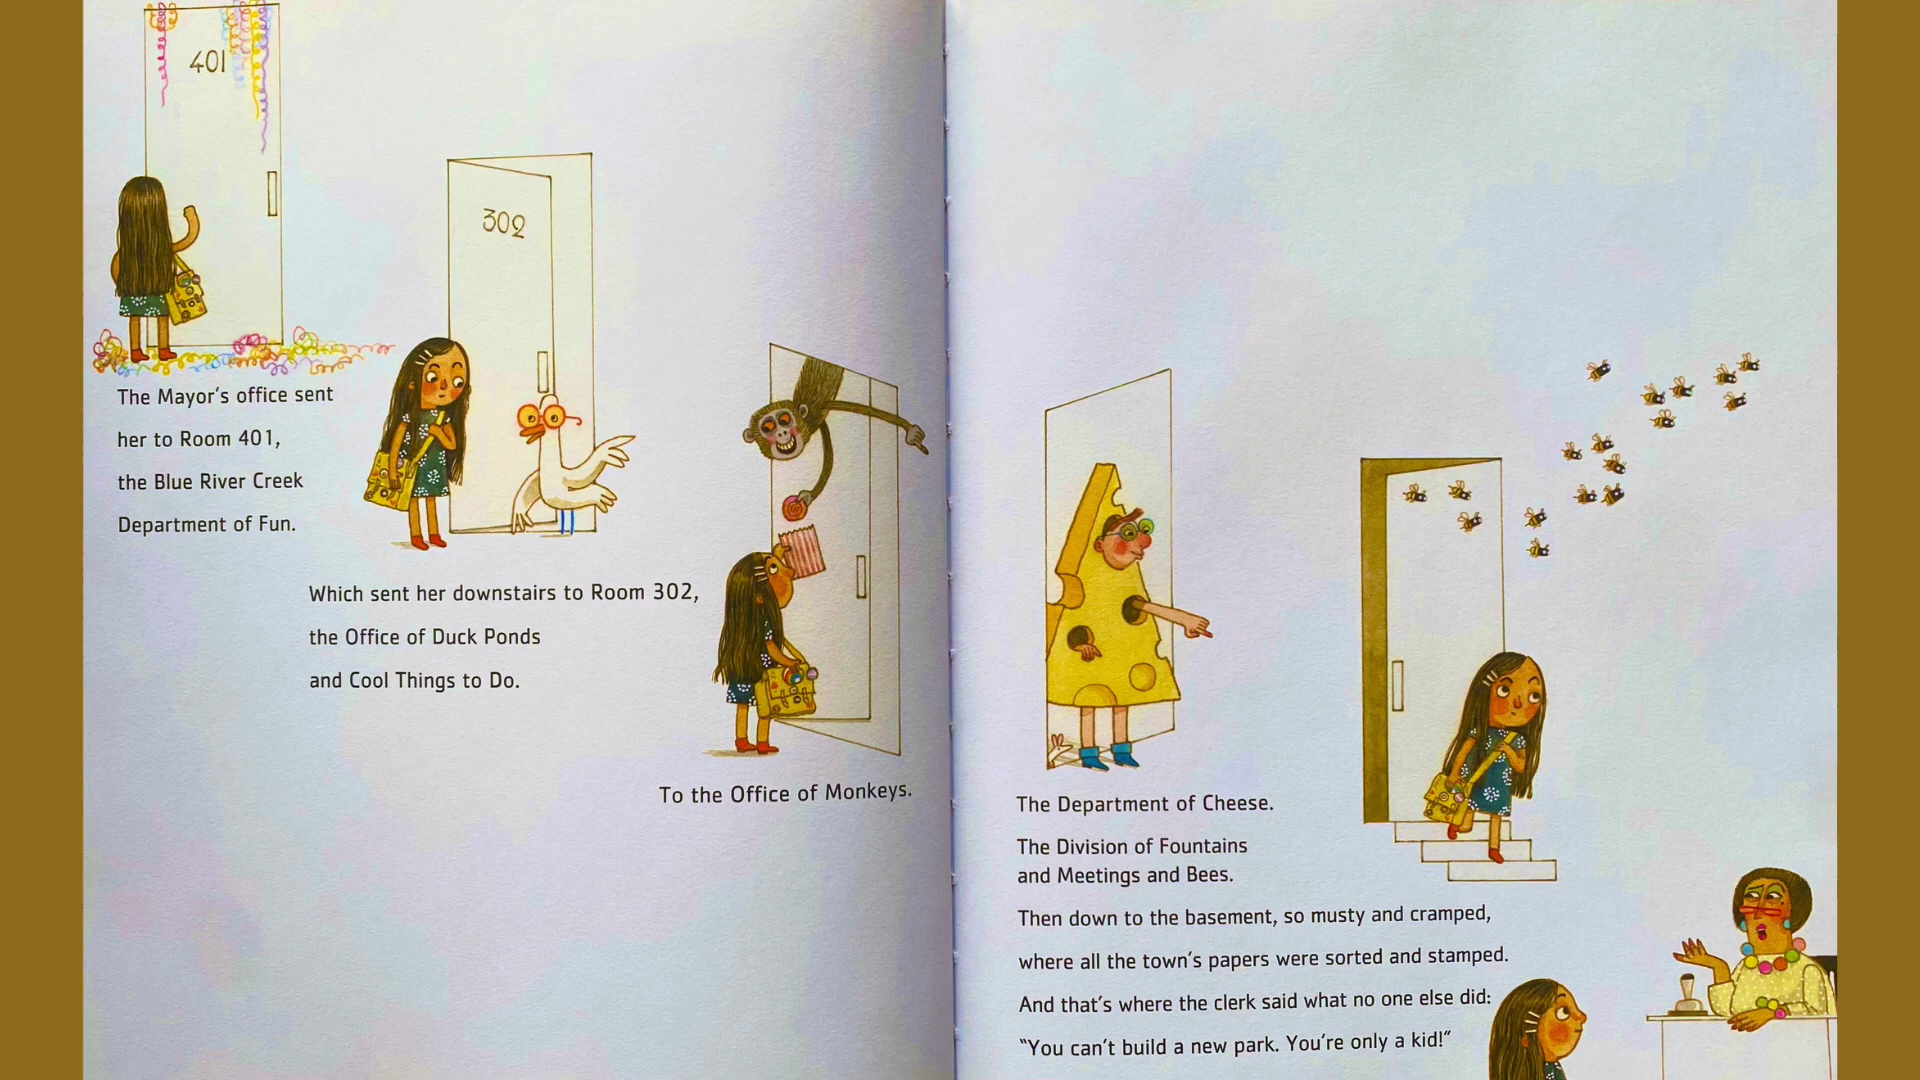 401
The Mayor's office sent
her to Room 401,
the Blue River Creek
Department of Fun.
302
Which sent her downstairs to Room 302,
the Office of Duck Ponds
and Cool Things to Do.
To the Office of Monkeys.
The Department of Cheese.
The Division of Fountains
and Meetings and Bees.
Then down to the basement, so musty and cramped,
where all the town's papers were sorted and stamped.
And that's where the clerk said what no one else did:
“You can't build a new park. You're only a kid!”